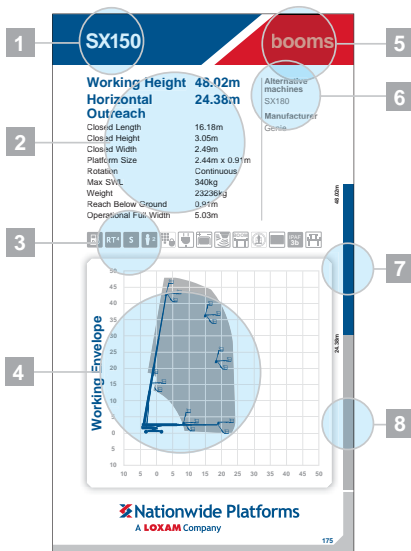 1
SX150
booms
5
Working Height 48.02m
Horizontal Outreach 24.38m
Alternative machines
SX180
Manufacturer
Genie
6
2
Closed Length 16.18m
Closed Height 3.05m
Closed Width 2.49m
Platform Size 2.44m x 0.91m
Rotation Continuous
Max SWL 340kg
Weight 23236kg
Reach Below Ground 0.91m
Operational Full Width 5.03m
48.02m
3
RT4 S 2 3b
7
24.38m
4
Working Envelope
50
45
40
35
30
25
20
15
10
5
0
5
10
10 5 0 5 10 15 20 25 30 35 40 45 50
8
Nationwide Platforms
A LOXAM Company
175